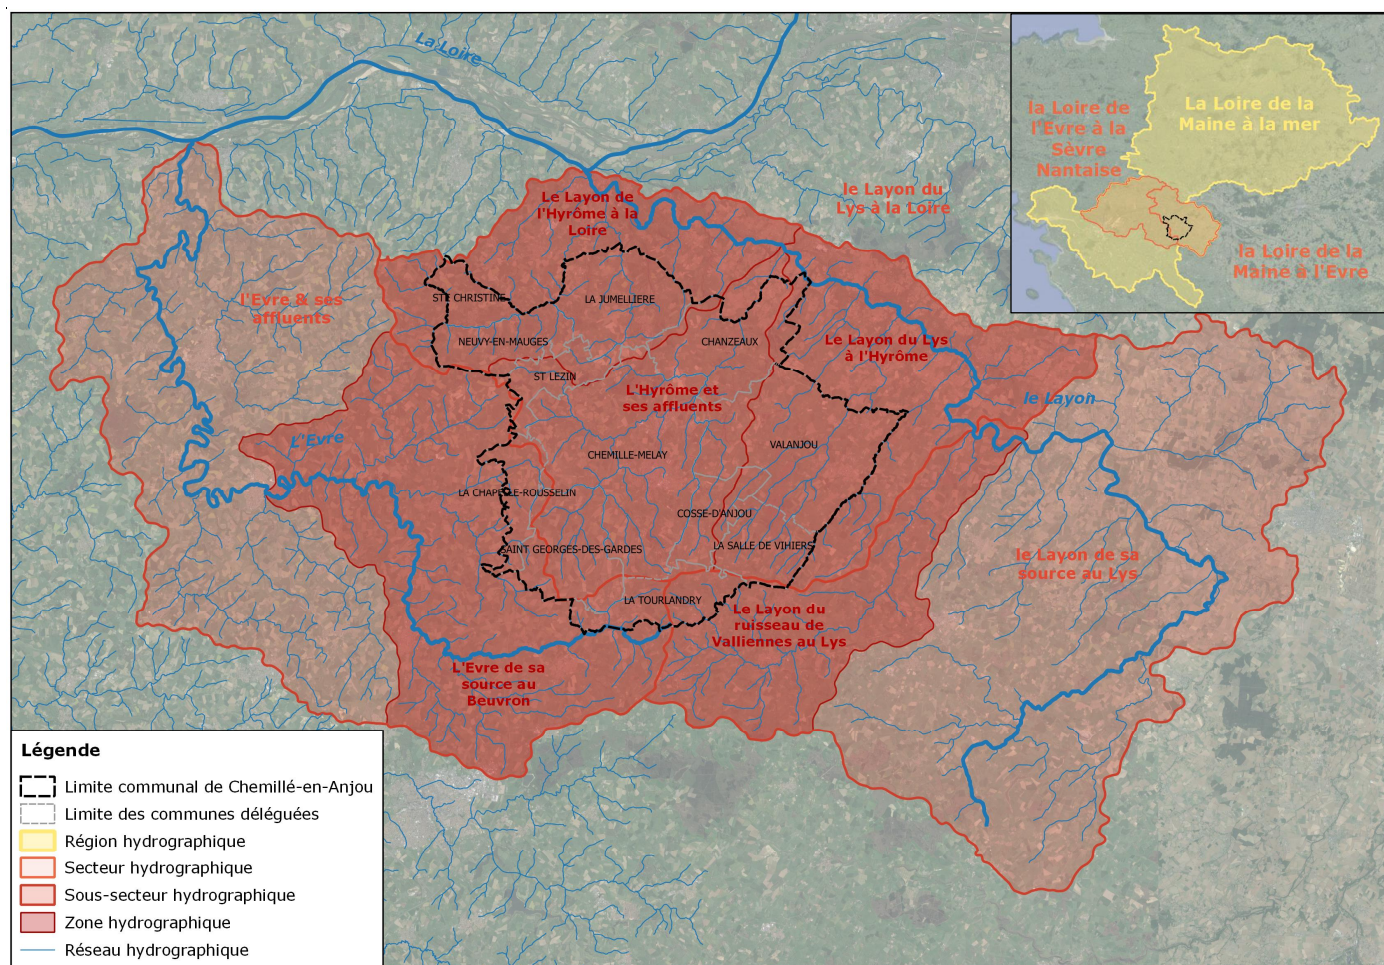 La Loire
la Loire de
l'Evre à la
Sèvre
Nantaise
La Loire de la
Maine à la mer
la Loire de la
Maine à l'Evre
le Layon du
Lys à la Loire
Le Layon de
l'Hyrôme à la
Loire
l'Evre & ses
affluents
STE CHRISTINE
LA JUMELLIERE
NEUVY-EN-MAUGES
CHANZEAUX
Le Layon du Lys
à l'Hyrôme
ST LEZIN
L'Hyrôme et
ses affluents
le Layon
L'Evre
VALANJOU
CHEMILLE-MELAY
LA CHAPELLE-ROUSSELIN
COSSE-D'ANJOU
SAINT GEORGES-DES-GARDES
LA SALLE DE VIHIERS
le Layon de sa
source au Lys
LA TOURLANDRY
Le Layon du
ruisseau de
Valliennes au Lys
L'Evre de sa
source au
Beuvron
Légende
Limite communal de Chemillé-en-Anjou
Limite des communes déléguées
Région hydrographique
Secteur hydrographique
Sous-secteur hydrographique
Zone hydrographique
Réseau hydrographique